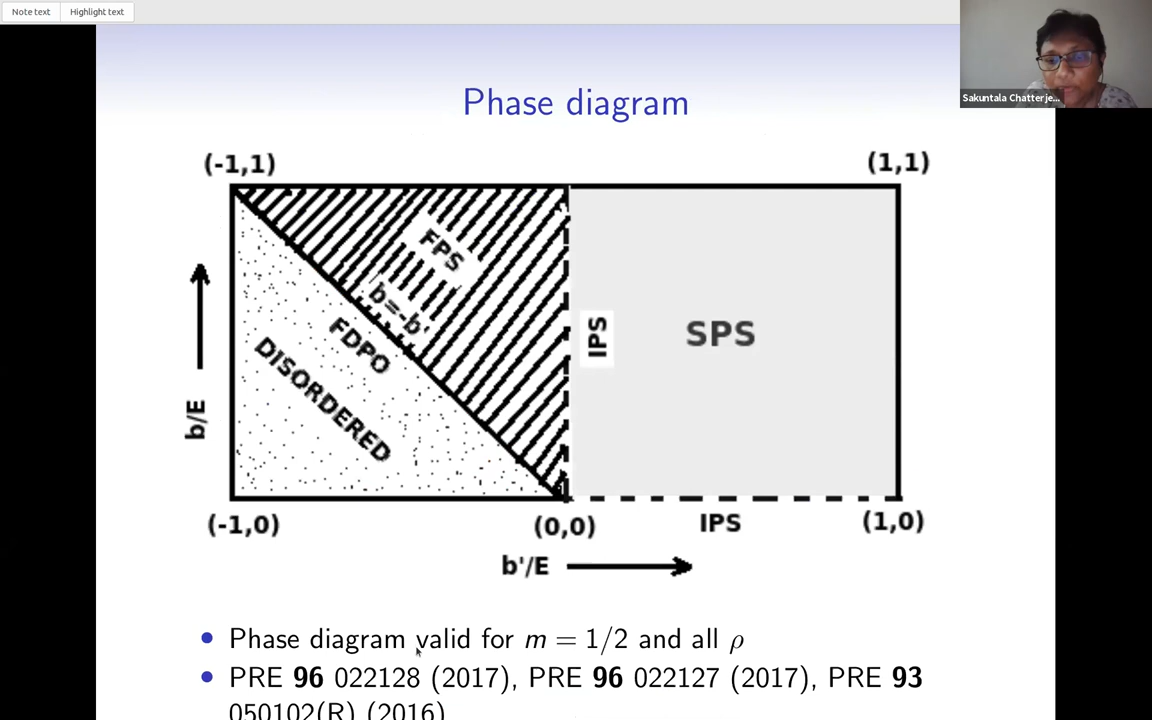 Note text
Highlight text
Sakuntala Chatterje...
Phase diagram
(-1,1)
(1,1)
FPS
b=-b'
FDPO
DISORDERED
IPS
SPS
b/E
(-1,0)
(0,0)
IPS
(1,0)
b'/E
Phase diagram valid for m = 1/2 and all ρ
PRE 96 022128 (2017), PRE 96 022127 (2017), PRE 93
050102(R) (2016)